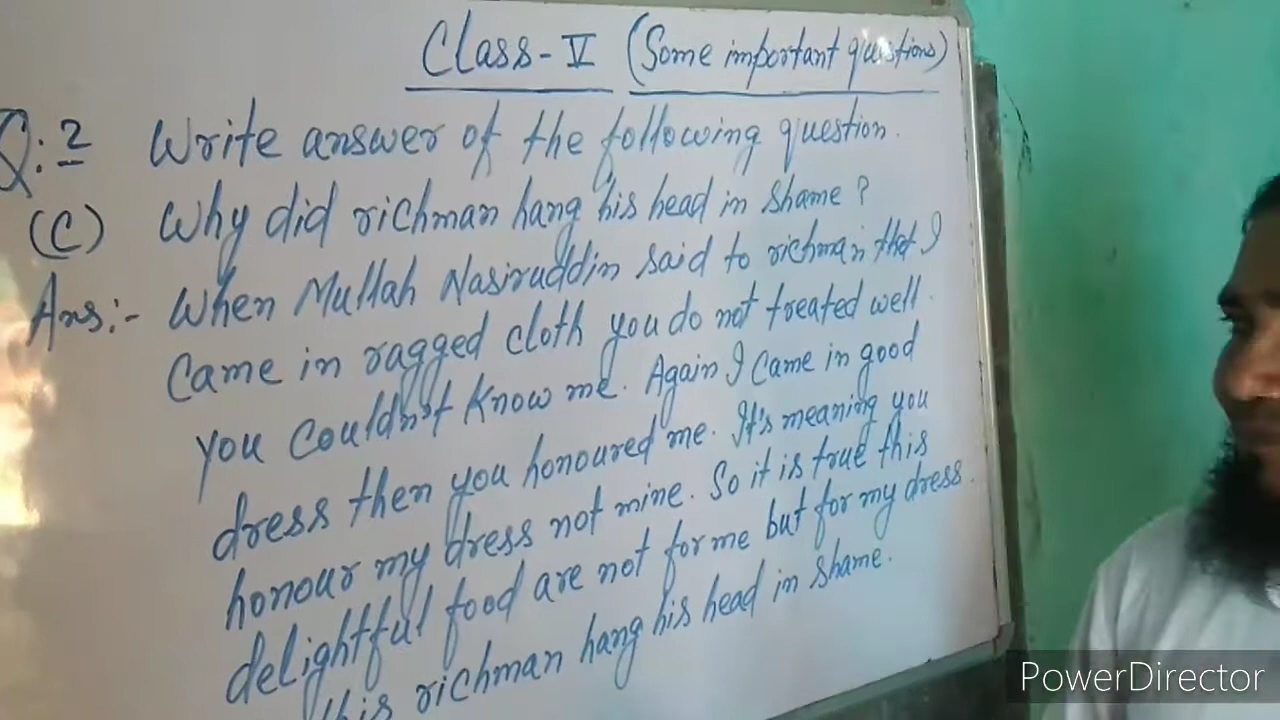 Class-V (Some important questions)
Q:2 Write answer of the following question.
(C) Why did richman hang his head in shame?
Ans:- When Mullah Nasiruddin said to richman that I
Came in ragged cloth you do not treated well.
you Couldn't Know me. Again I Came in good
dress then you honoured me. It's meaning you
honour my dress not mine. So it is true this
delightful food are not for me but for my dress.
this richman hang his head in shame.
PowerDirector